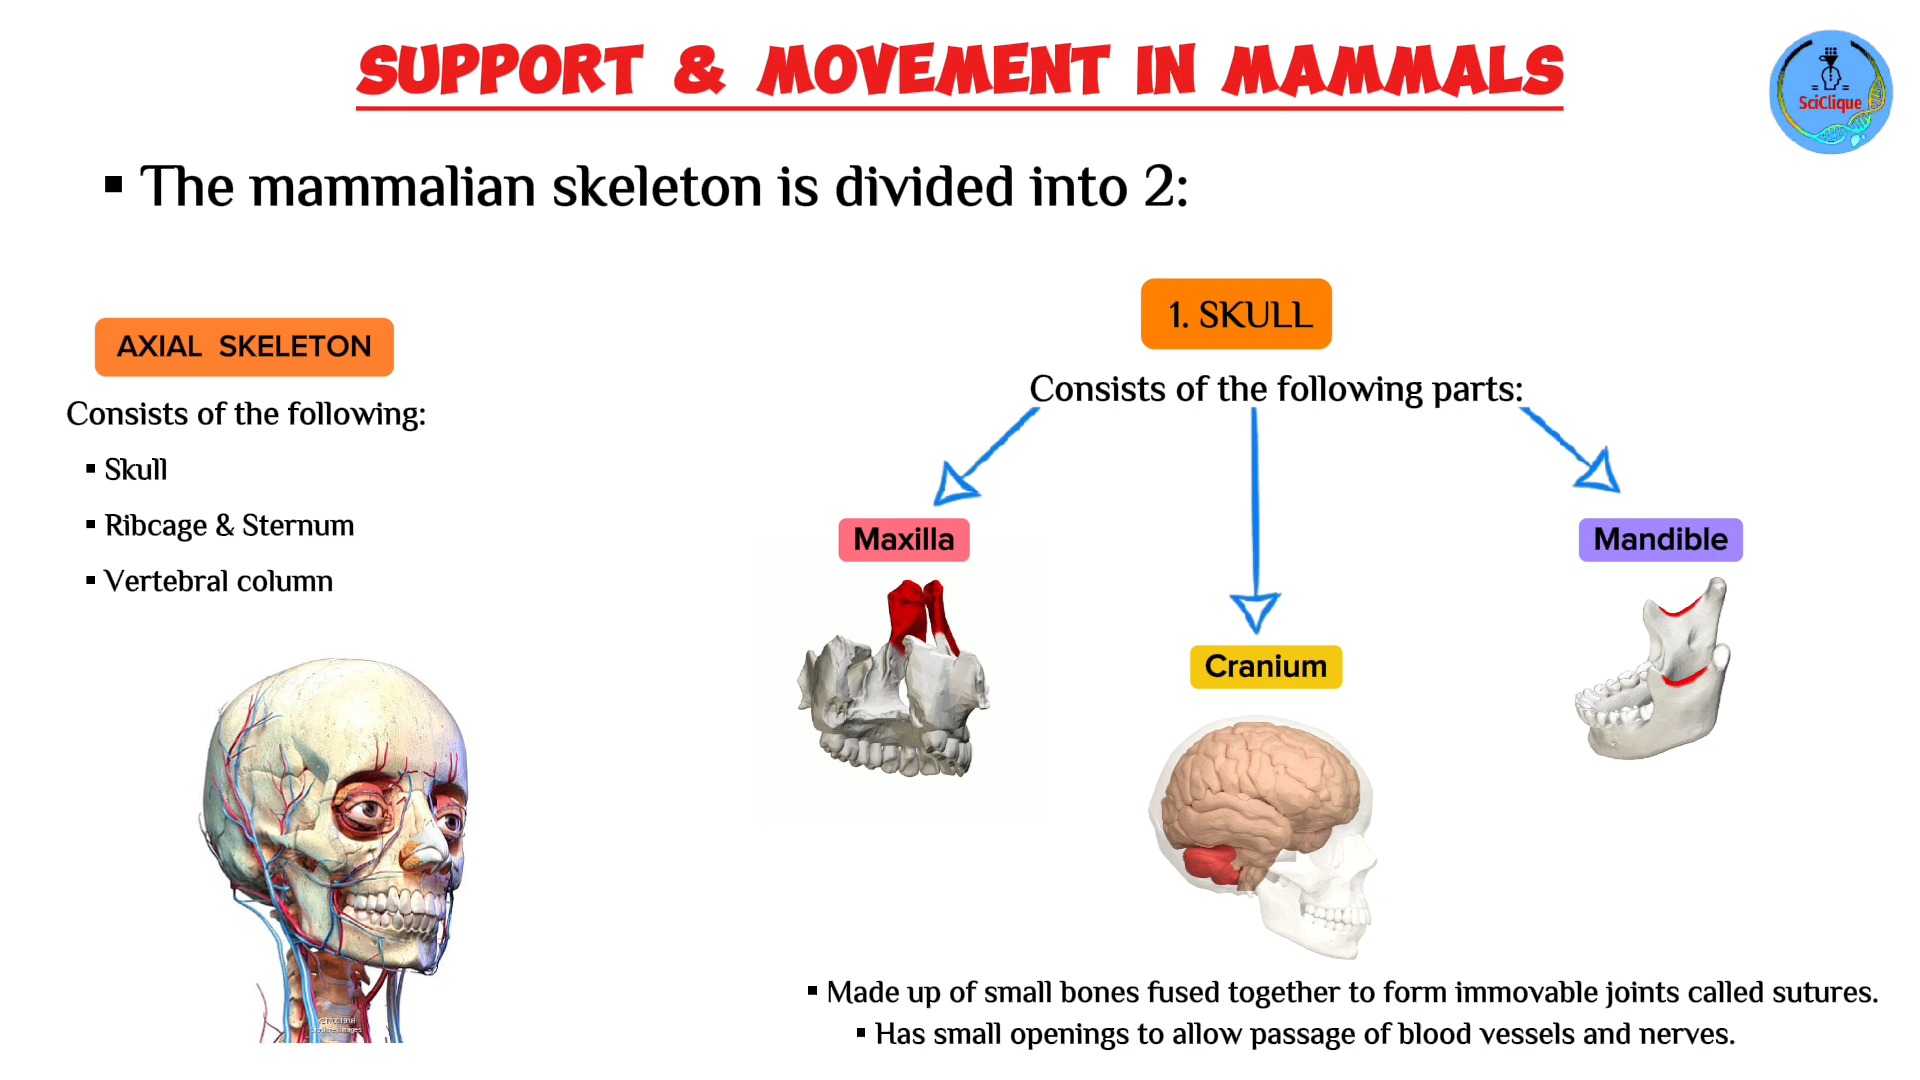 SUPPORT & MOVEMENT IN MAMMALS
SciClique
▪ The mammalian skeleton is divided into 2:
AXIAL SKELETON
Consists of the following:
▪ Skull
▪ Ribcage & Sternum
▪ Vertebral column
1. SKULL
Consists of the following parts:
Maxilla
Cranium
Mandible
▪ Made up of small bones fused together to form immovable joints called sutures.
▪ Has small openings to allow passage of blood vessels and nerves.